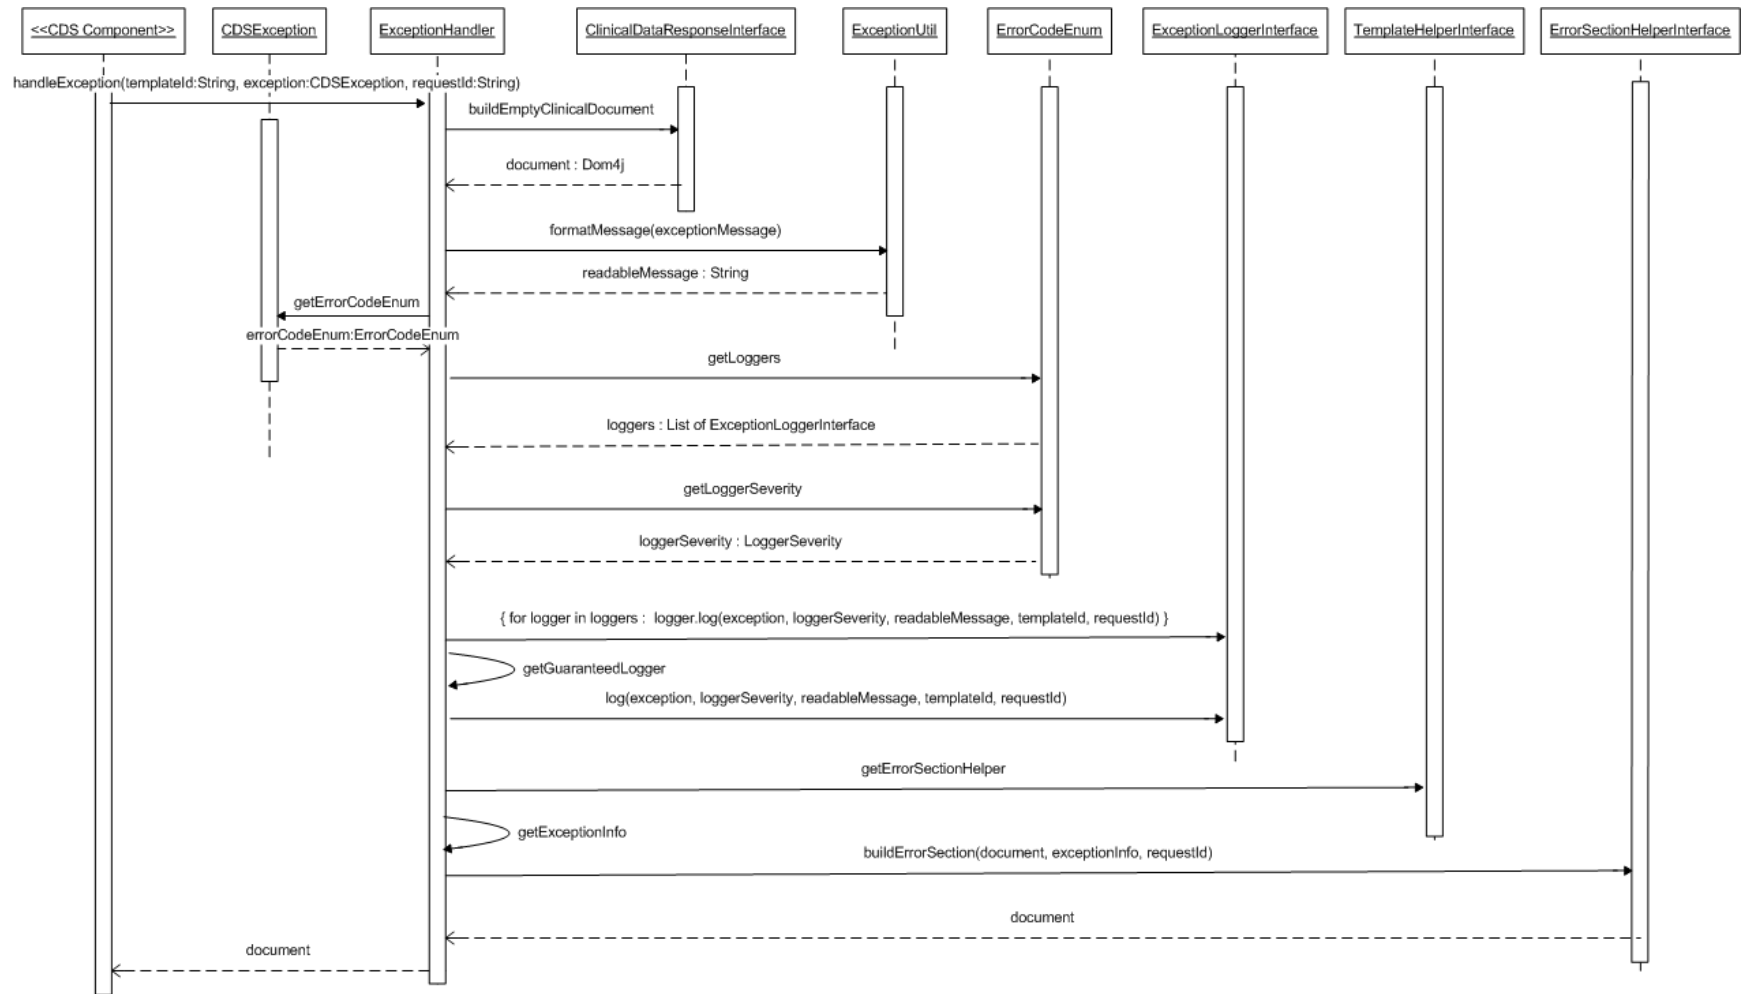 <<CDS Component>>
CDSException
ExceptionHandler
ClinicalDataResponseInterface
ExceptionUtil
ErrorCodeEnum
ExceptionLoggerInterface
TemplateHelperInterface
ErrorSectionHelperInterface
handleException(templateId:String, exception:CDSException, requestId:String)
buildEmptyClinicalDocument
document : Dom4j
formatMessage(exceptionMessage)
readableMessage : String
getErrorCodeEnum
errorCodeEnum:ErrorCodeEnum
getLoggers
loggers : List of ExceptionLoggerInterface
getLoggerSeverity
loggerSeverity : LoggerSeverity
{ for logger in loggers : logger.log(exception, loggerSeverity, readableMessage, templateId, requestId) }
getGuaranteedLogger
log(exception, loggerSeverity, readableMessage, templateId, requestId)
getErrorSectionHelper
getExceptionInfo
buildErrorSection(document, exceptionInfo, requestId)
document
document